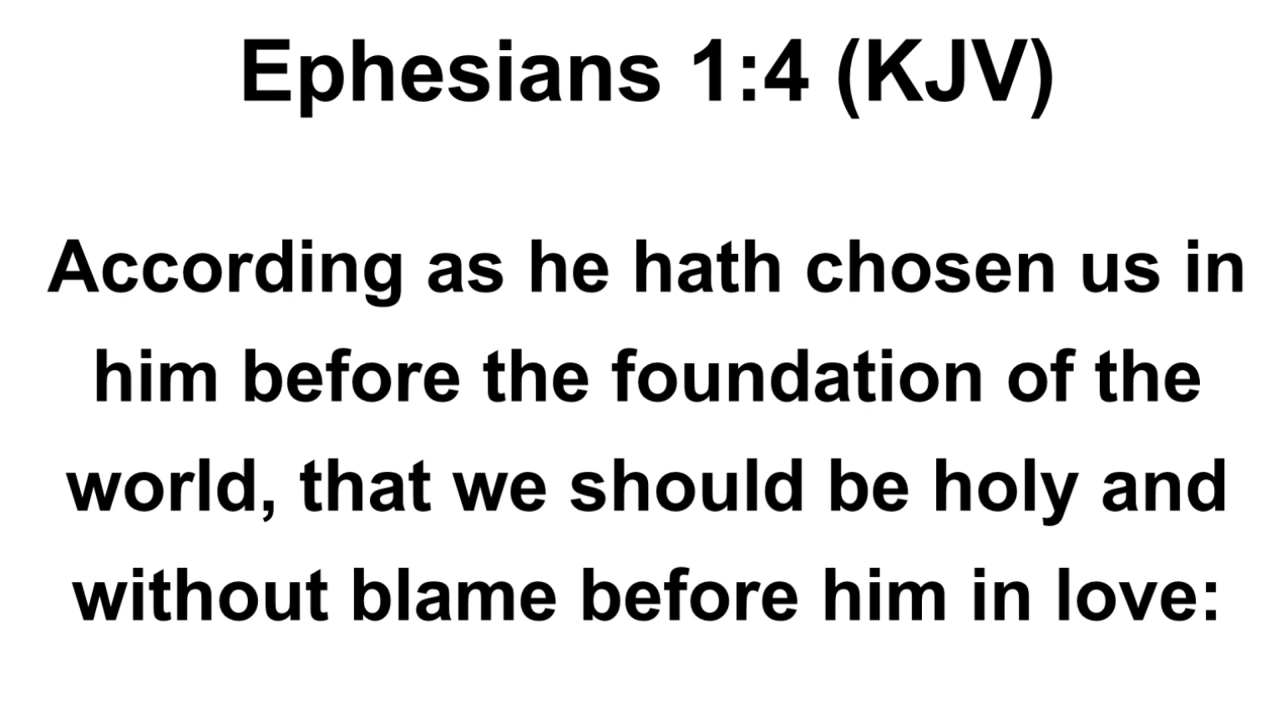 Ephesians 1:4 (KJV)
According as he hath chosen us in
him before the foundation of the
world, that we should be holy and
without blame before him in love: